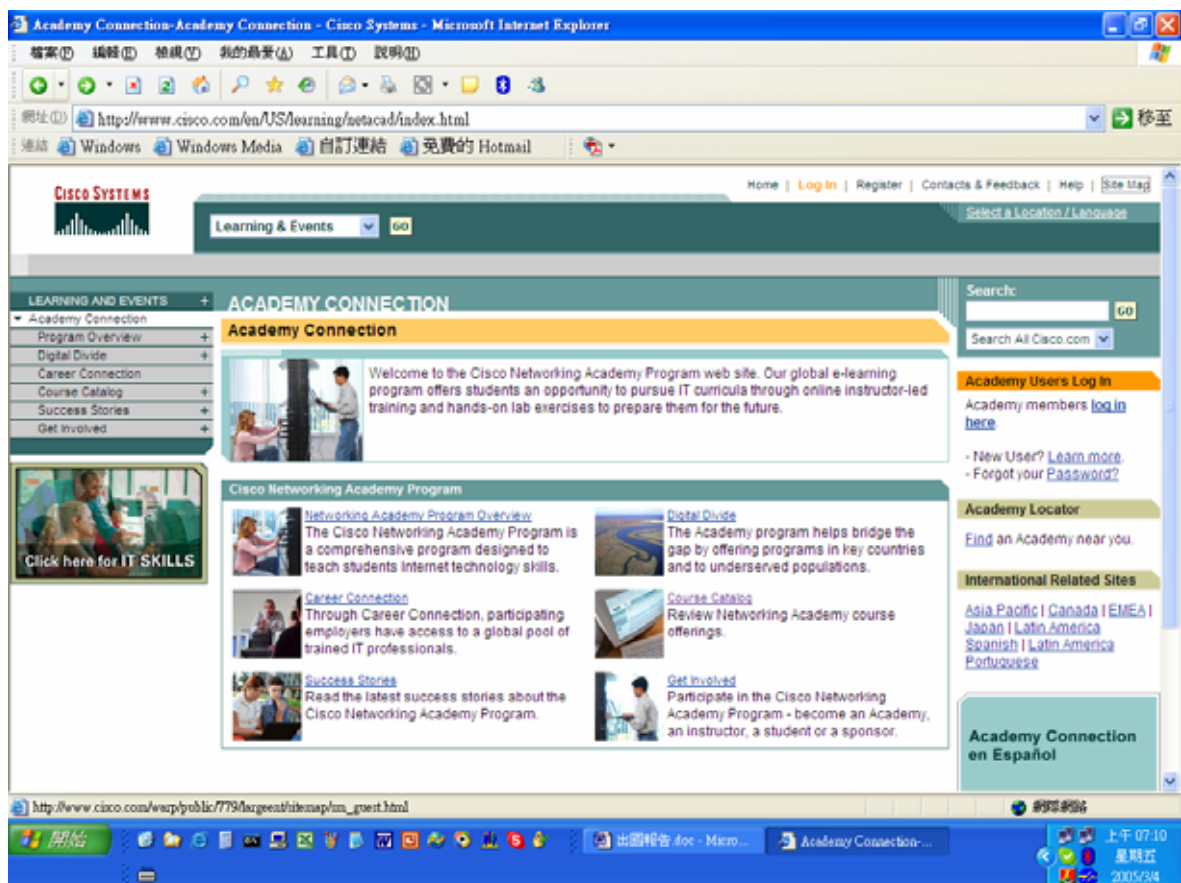 Academy Connection-Academy Connection - Cisco Systems - Microsoft Internet Explorer
檔案(F) 編輯(E) 檢視(V) 我的最愛(A) 工具(T) 說明(H)
網址(D) http://www.cisco.com/en/US/learning/netacad/index.html 移至
連結 Windows Windows Media 自訂連結 免費的 Hotmail
CISCO SYSTEMS
Home | Log In | Register | Contacts & Feedback | Help | Site Map
Select a Location / Language
Learning & Events GO
LEARNING AND EVENTS +
Academy Connection
Program Overview +
Digital Divide +
Career Connection
Course Catalog +
Success Stories +
Get Involved +
Click here for IT SKILLS
ACADEMY CONNECTION
Academy Connection
Welcome to the Cisco Networking Academy Program web site. Our global e-learning
program offers students an opportunity to pursue IT curricula through online instructor-led
training and hands-on lab exercises to prepare them for the future.
Cisco Networking Academy Program
Networking Academy Program Overview
The Cisco Networking Academy Program is
a comprehensive program designed to
teach students Internet technology skills.
Digital Divide
The Academy program helps bridge the
gap by offering programs in key countries
and to underserved populations.
Career Connection
Through Career Connection, participating
employers have access to a global pool of
trained IT professionals.
Course Catalog
Review Networking Academy course
offerings.
Success Stories
Read the latest success stories about the
Cisco Networking Academy Program.
Get Involved
Participate in the Cisco Networking
Academy Program - become an Academy,
an instructor, a student or a sponsor.
Search:
GO
Search All Cisco.com
Academy Users Log In
Academy members log in
here.
- New User? Learn more.
- Forgot your Password?
Academy Locator
Find an Academy near you.
International Related Sites
Asia Pacific | Canada | EMEA |
Japan | Latin America
Spanish | Latin America
Portuguese
Academy Connection
en Español
http://www.cisco.com/warp/public/779/largeent/sitemap/sm_guest.html
網際網路
開始
出國報告.doc - Micro...
Academy Connection-...
上午 07:10
星期五
2005/3/4